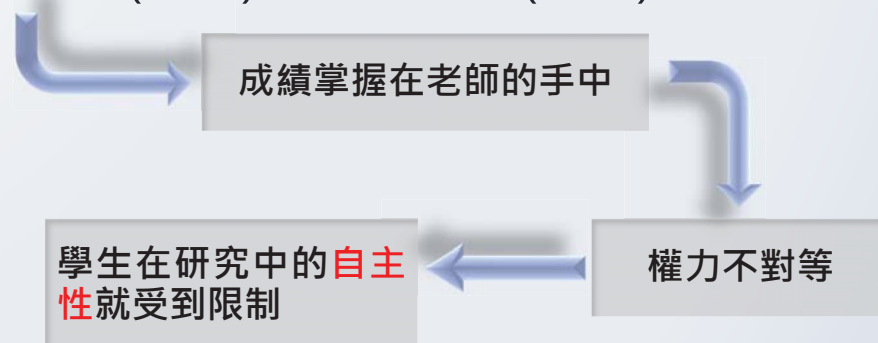 成績掌握在老師的手中
權力不對等
學生在研究中的自主
性就受到限制